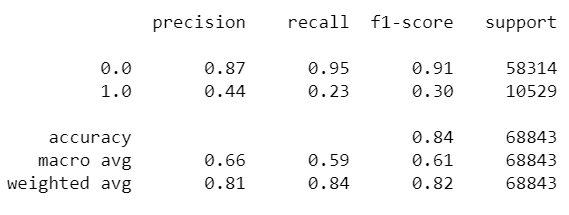 precision recall f1-score support
0.0 0.87 0.95 0.91 58314
1.0 0.44 0.23 0.30 10529
accuracy 0.84 68843
macro avg 0.66 0.59 0.61 68843
weighted avg 0.81 0.84 0.82 68843